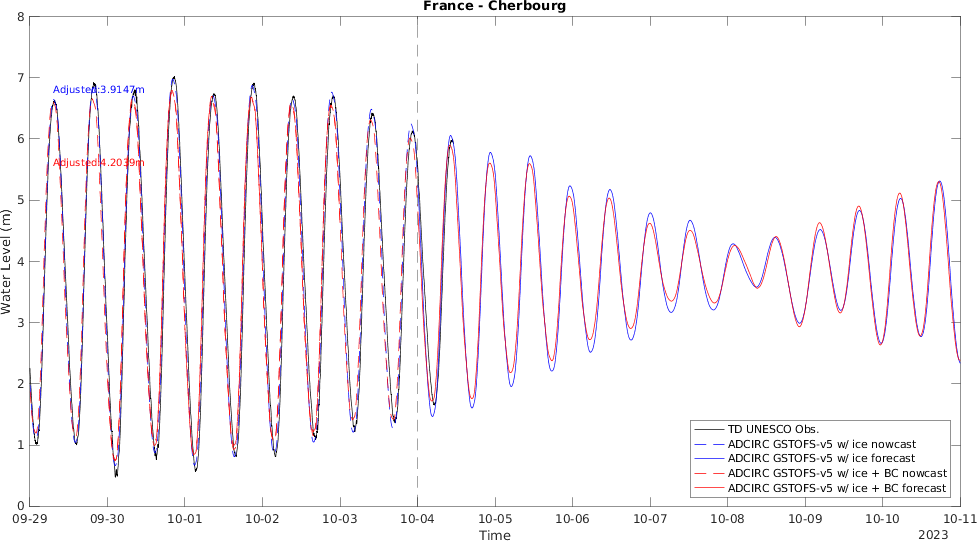 France - Cherbourg
8
7
6
5
4
3
2
1
0
Water Level (m)
Adjusted:3.9147m
Adjusted:4.2039m
TD UNESCO Obs.
ADCIRC GSTOFS-v5 w/ ice nowcast
ADCIRC GSTOFS-v5 w/ ice forecast
ADCIRC GSTOFS-v5 w/ ice + BC nowcast
ADCIRC GSTOFS-v5 w/ ice + BC forecast
09-29 09-30 10-01 10-02 10-03 10-04 10-05 10-06 10-07 10-08 10-09 10-10 10-11
Time
2023